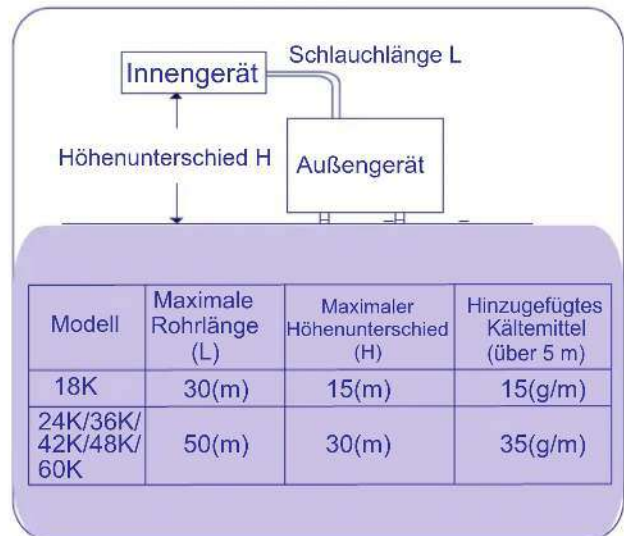 Schlauchlänge L
Innengerät
Höhenunterschied H
Außengerät
Modell
Maximale
Rohrlänge
(L)
Maximaler
Höhenunterschied
(H)
Hinzugefügtes
Kältemittel
(über 5 m)
18K
30(m)
15(m)
15(g/m)
24K/36K/
42K/48K/
60K
50(m)
30(m)
35(g/m)